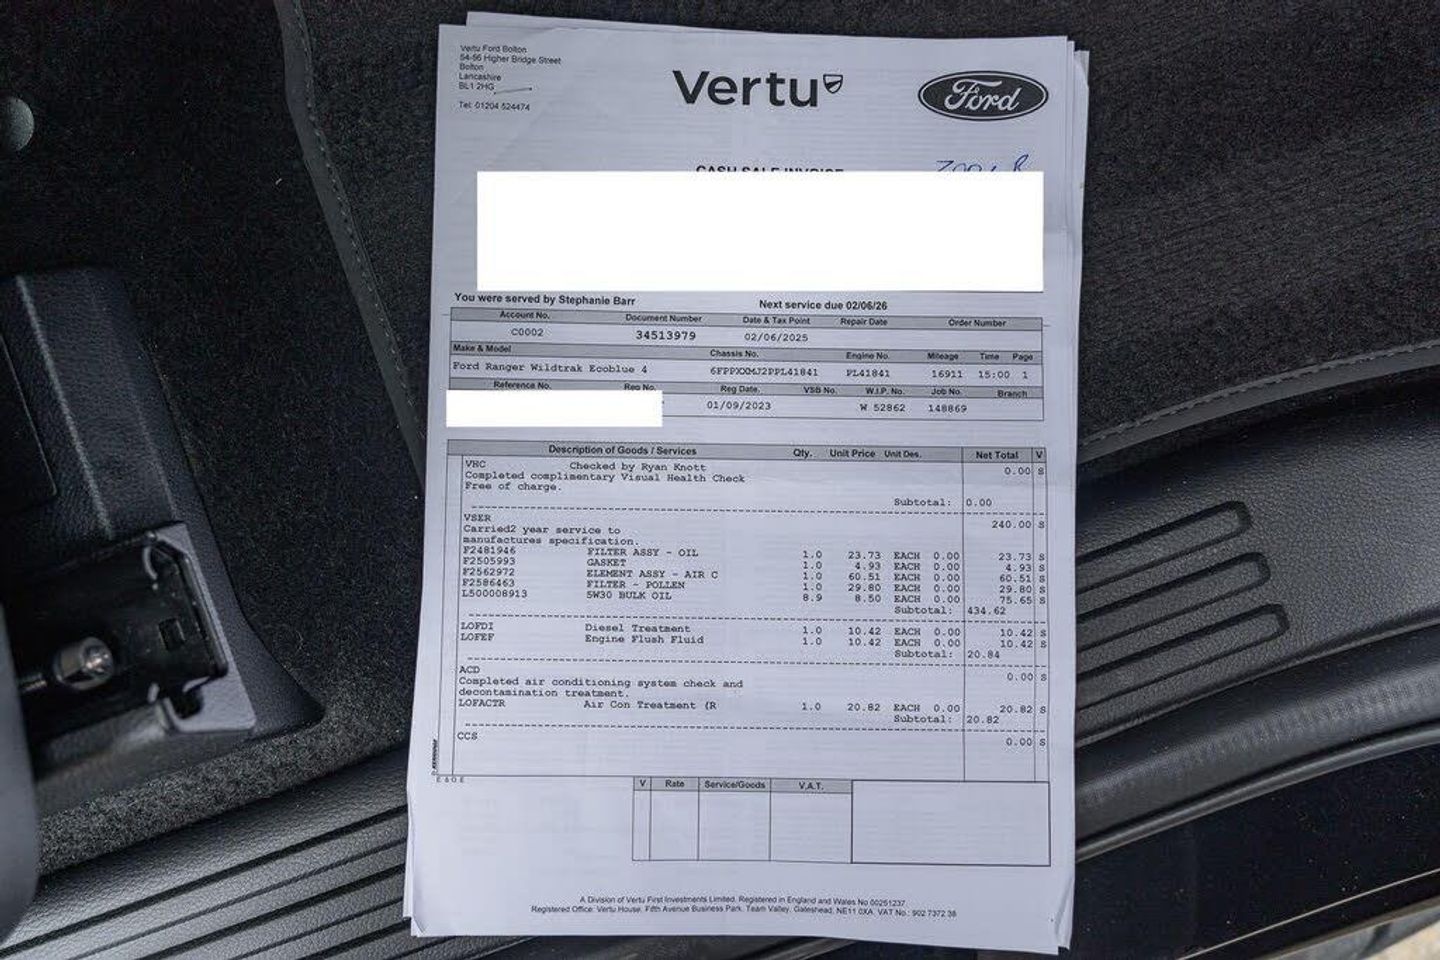 Vertu Ford Bolton
54-56 Higher Bridge Street
Bolton
Lancashire
BL1 2HG
Tel: 01204 524474
Vertu
Ford
CASH SALE INVOICE
You were served by Stephanie Barr
Next service due 02/06/26
Account No. Document Number Date & Tax Point Repair Date Order Number
C0002 34513979 02/06/2025
Make & Model Chassis No. Engine No. Mileage Time Page
Ford Ranger Wildtrak Ecoblue 4 6FPPXXMJ2PPL41841 PL41841 16911 15:00 1
Reference No. Reg No. Reg Date. VSB No. W.I.P. No. Job No. Branch
01/09/2023 W 52862 148869
Description of Goods / Services Qty. Unit Price Unit Des. Net Total V
VHC Checked by Ryan Knott 0.00 S
Completed complimentary Visual Health Check
Free of charge.
Subtotal: 0.00
VSER 240.00 S
Carried2 year service to
manufactures specification.
F2481946 FILTER ASSY - OIL 1.0 23.73 EACH 0.00 23.73 S
F2505993 GASKET 1.0 4.93 EACH 0.00 4.93 S
F2562972 ELEMENT ASSY - AIR C 1.0 60.51 EACH 0.00 60.51 S
F2586463 FILTER - POLLEN 1.0 29.80 EACH 0.00 29.80 S
L500008913 5W30 BULK OIL 8.9 8.50 EACH 0.00 75.65 S
Subtotal: 434.62
LOFDI Diesel Treatment 1.0 10.42 EACH 0.00 10.42 S
LOFEF Engine Flush Fluid 1.0 10.42 EACH 0.00 10.42 S
Subtotal: 20.84
ACD 0.00 S
Completed air conditioning system check and
decontamination treatment.
LOFACTR Air Con Treatment (R 1.0 20.82 EACH 0.00 20.82 S
Subtotal: 20.82
CCS 0.00 S
V Rate Service/Goods V.A.T.
A Division of Vertu First Investments Limited. Registered in England and Wales No 00251237
Registered Office: Vertu House, Fifth Avenue Business Park, Team Valley, Gateshead, NE11 0XA. VAT No.: 902 7372 38